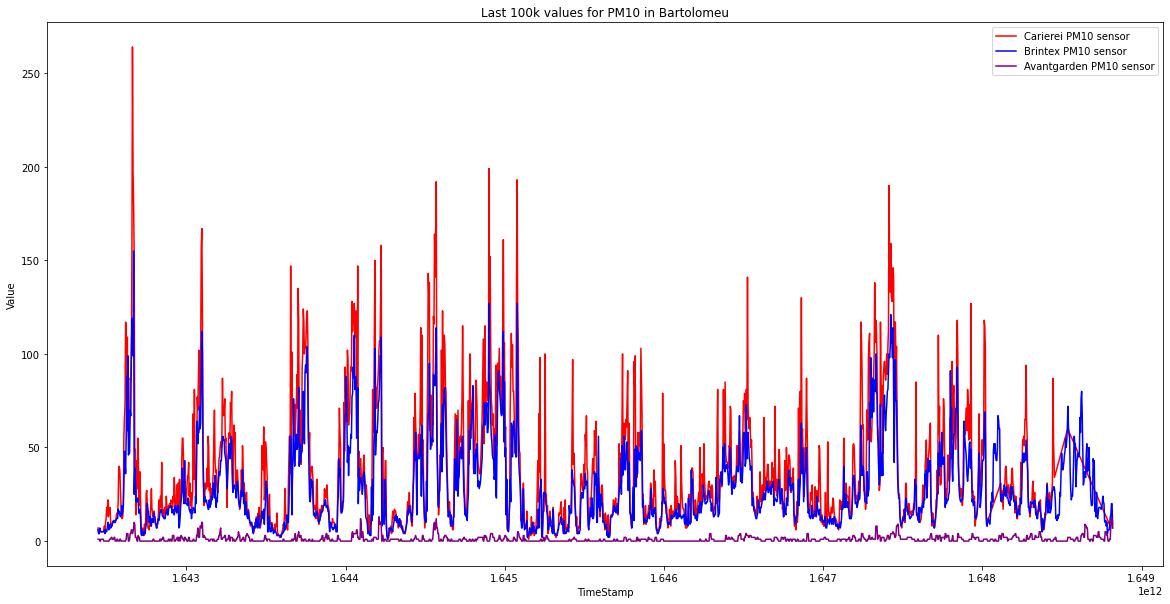 Last 100k values for PM10 in Bartolomeu
Carierei PM10 sensor
Brintex PM10 sensor
Avantgarden PM10 sensor
250
200
150
100
50
0
Value
1.643 1.644 1.645 1.646 1.647 1.648 1.649
1e12
TimeStamp